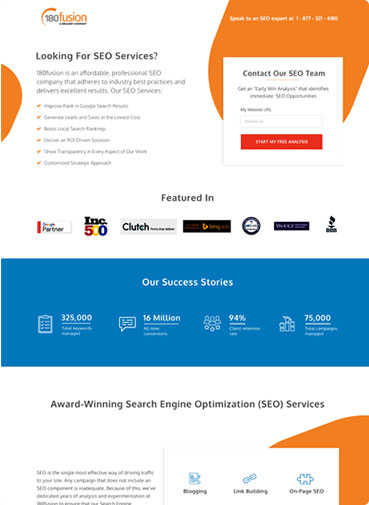 180fusion
Speak to an SEO expert at 1 - 877 - 321 - 4180
Looking For SEO Services?
180fusion is an affordable, professional SEO
company that adheres to industry best practices and
delivers excellent results. Our SEO Services:
Improve Rank in Google Search Results
Generate Leads and Sales at the Lowest Cost
Boost Local Search Rankings
Deliver an ROI Driven Solution
Show Transparency in Every Aspect of Our Work
Customized Strategic Approach
Contact Our SEO Team
Get an "Early Win Analysis" that identifies
immediate SEO Opportunities
My Website URL
START MY FREE ANALYSIS
Featured In
Google
Partner
Inc.
500
Clutch
bing ads
YAHOO!
BBB
Our Success Stories
325,000
Total keywords
managed
16 Million
All-time
conversions
94%
Client retention
rate
75,000
Total campaigns
managed
Award-Winning Search Engine Optimization (SEO) Services
SEO is the single most effective way of driving traffic
to your site. Any campaign that does not include an
SEO component is inadequate. Because of this, we've
dedicated years of analysis and experimentation at
180fusion to ensure that our Search Engine
Blogging
Link Building
On-Page SEO